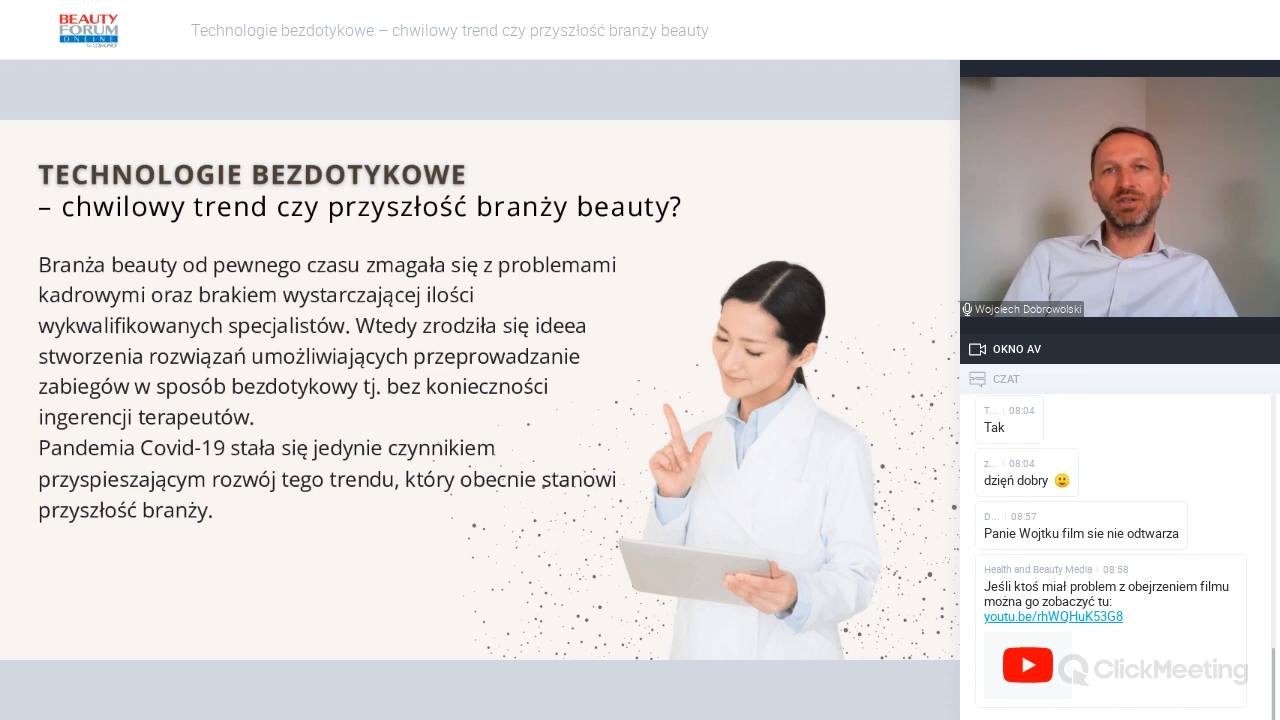 BEAUTY
FORUM
ONLINE
by COSMOPROF
Technologie bezdotykowe – chwilowy trend czy przyszłość branży beauty
TECHNOLOGIE BEZDOTYKOWE
– chwilowy trend czy przyszłość branży beauty?
Branża beauty od pewnego czasu zmagała się z problemami
kadrowymi oraz brakiem wystarczającej ilości
wykwalifikowanych specjalistów. Wtedy zrodziła się ideea
stworzenia rozwiązań umożliwiających przeprowadzanie
zabiegów w sposób bezdotykowy tj. bez konieczności
ingerencji terapeutów.
Pandemia Covid-19 stała się jedynie czynnikiem
przyspieszającym rozwój tego trendu, który obecnie stanowi
przyszłość branży.
Wojciech Dobrowolski
OKNO AV
CZAT
T... 08:04
Tak
z... 08:04
dzięń dobry 🙂
D... 08:57
Panie Wojtku film sie nie odtwarza
Health and Beauty Media 08:58
Jeśli ktoś miał problem z obejrzeniem filmu
można go zobaczyć tu:
youtu.be/rhWQHuK53G8
ClickMeeting